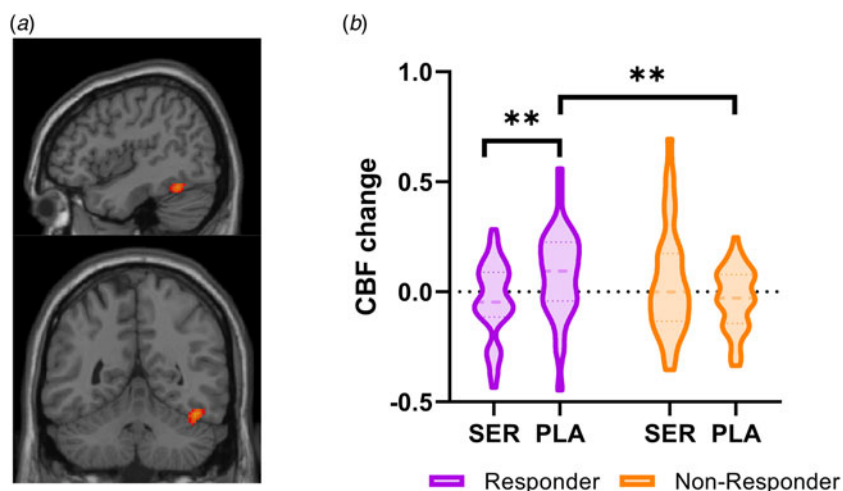 (a)
(b)
CBF change
1.0
0.5
0.0
-0.5
**
**
SER PLA SER PLA
Responder Non-Responder